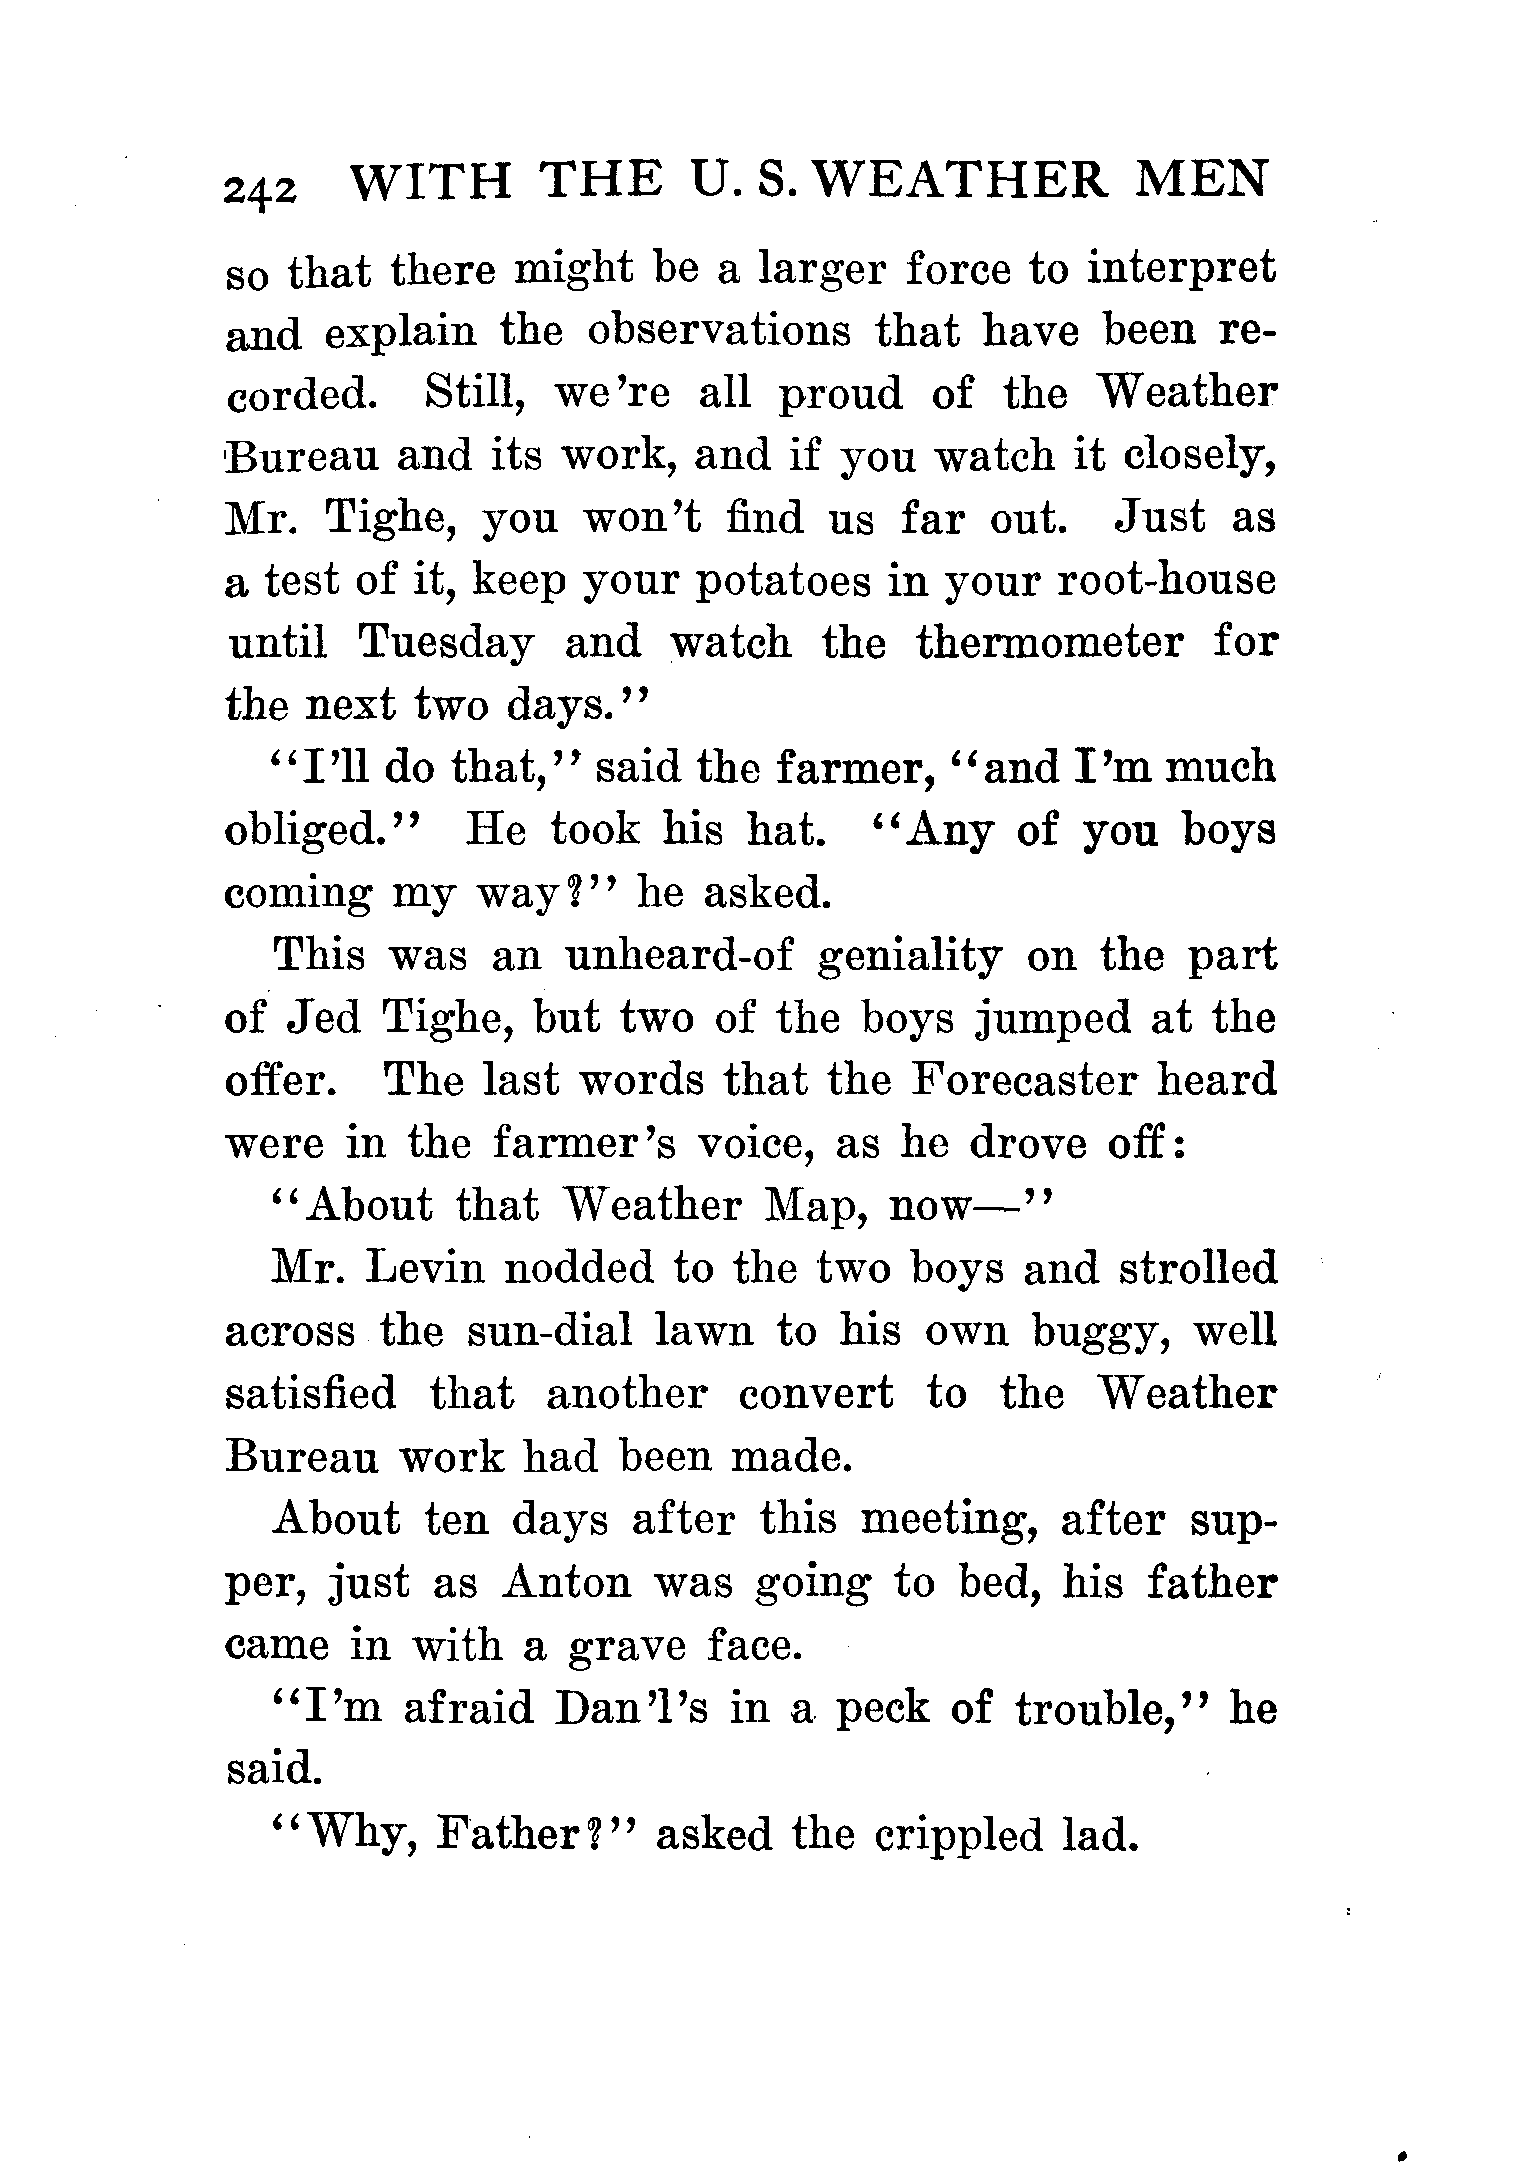 242 WITH THE U. S. WEATHER MEN
so that there might be a larger force to interpret
and explain the observations that have been re-
corded. Still, we're all proud of the Weather
Bureau and its work, and if you watch it closely,
Mr. Tighe, you won't find us far out. Just as
a test of it, keep your potatoes in your root-house
until Tuesday and watch the thermometer for
the next two days."
"I'll do that," said the farmer, "and I'm much
obliged." He took his hat. "Any of you boys
coming my way?" he asked.
This was an unheard-of geniality on the part
of Jed Tighe, but two of the boys jumped at the
offer. The last words that the Forecaster heard
were in the farmer's voice, as he drove off:
"About that Weather Map, now—"
Mr. Levin nodded to the two boys and strolled
across the sun-dial lawn to his own buggy, well
satisfied that another convert to the Weather
Bureau work had been made.
About ten days after this meeting, after sup-
per, just as Anton was going to bed, his father
came in with a grave face.
"I'm afraid Dan'l's in a peck of trouble," he
said.
"Why, Father?" asked the crippled lad.